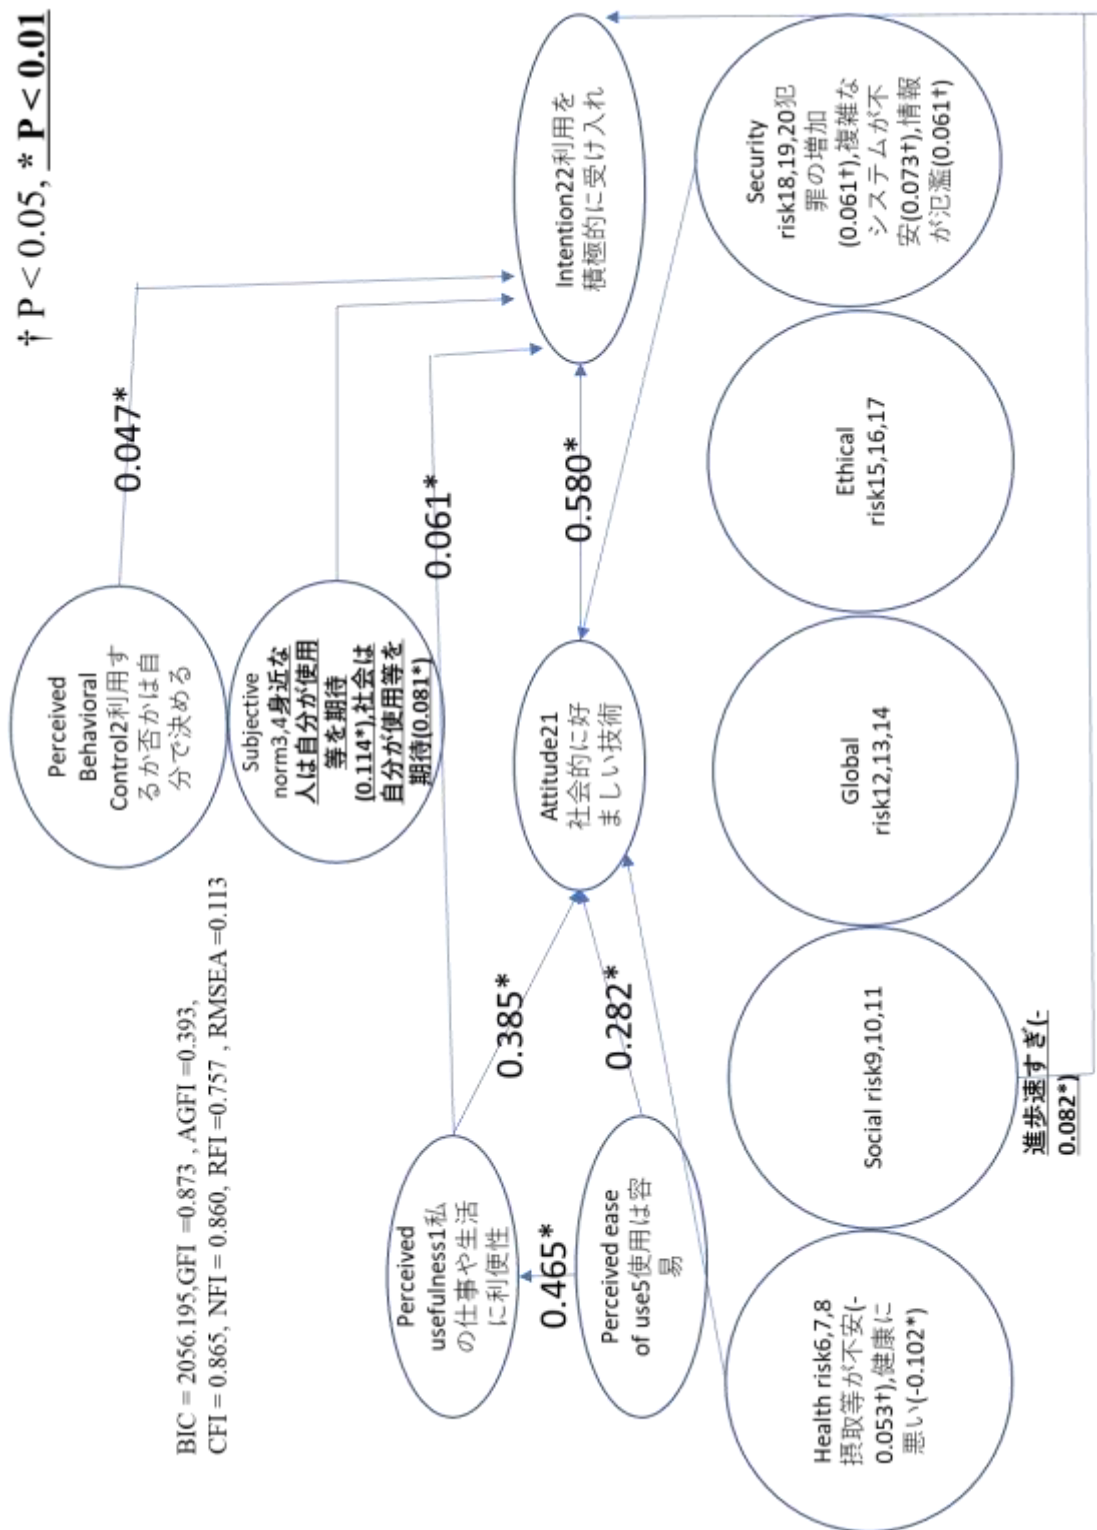 † P < 0.05, * P < 0.01
BIC = 2056.195,GFI =0.873 , AGFI =0.393,
CFI = 0.865, NFI = 0.860, RFI =0.757 , RMSEA =0.113
Perceived
Behavioral
Control2利用す
るか否かは自
分で決める
0.047*
Subjective
norm3,4身近な
人は自分が使用
等を期待
(0.114*),社会は
自分が使用等を
期待(0.081*)
0.061*
Perceived
usefulness1私
の仕事や生活
に利便性
0.385*
0.465*
Perceived ease
of use5使用は容
易
0.282*
Attitude21
社会的に好
ましい技術
0.580*
Intention22利用を
積極的に受け入れ
Health risk6,7,8
摂取等が不安(-
0.053†),健康に
悪い(-0.102*)
Social risk9,10,11
進歩速すぎ(-
0.082*)
Global
risk12,13,14
Ethical
risk15,16,17
Security
risk18,19,20犯
罪の増加
(0.061†),複雑な
システムが不
安(0.073†),情報
が氾濫(0.061†)